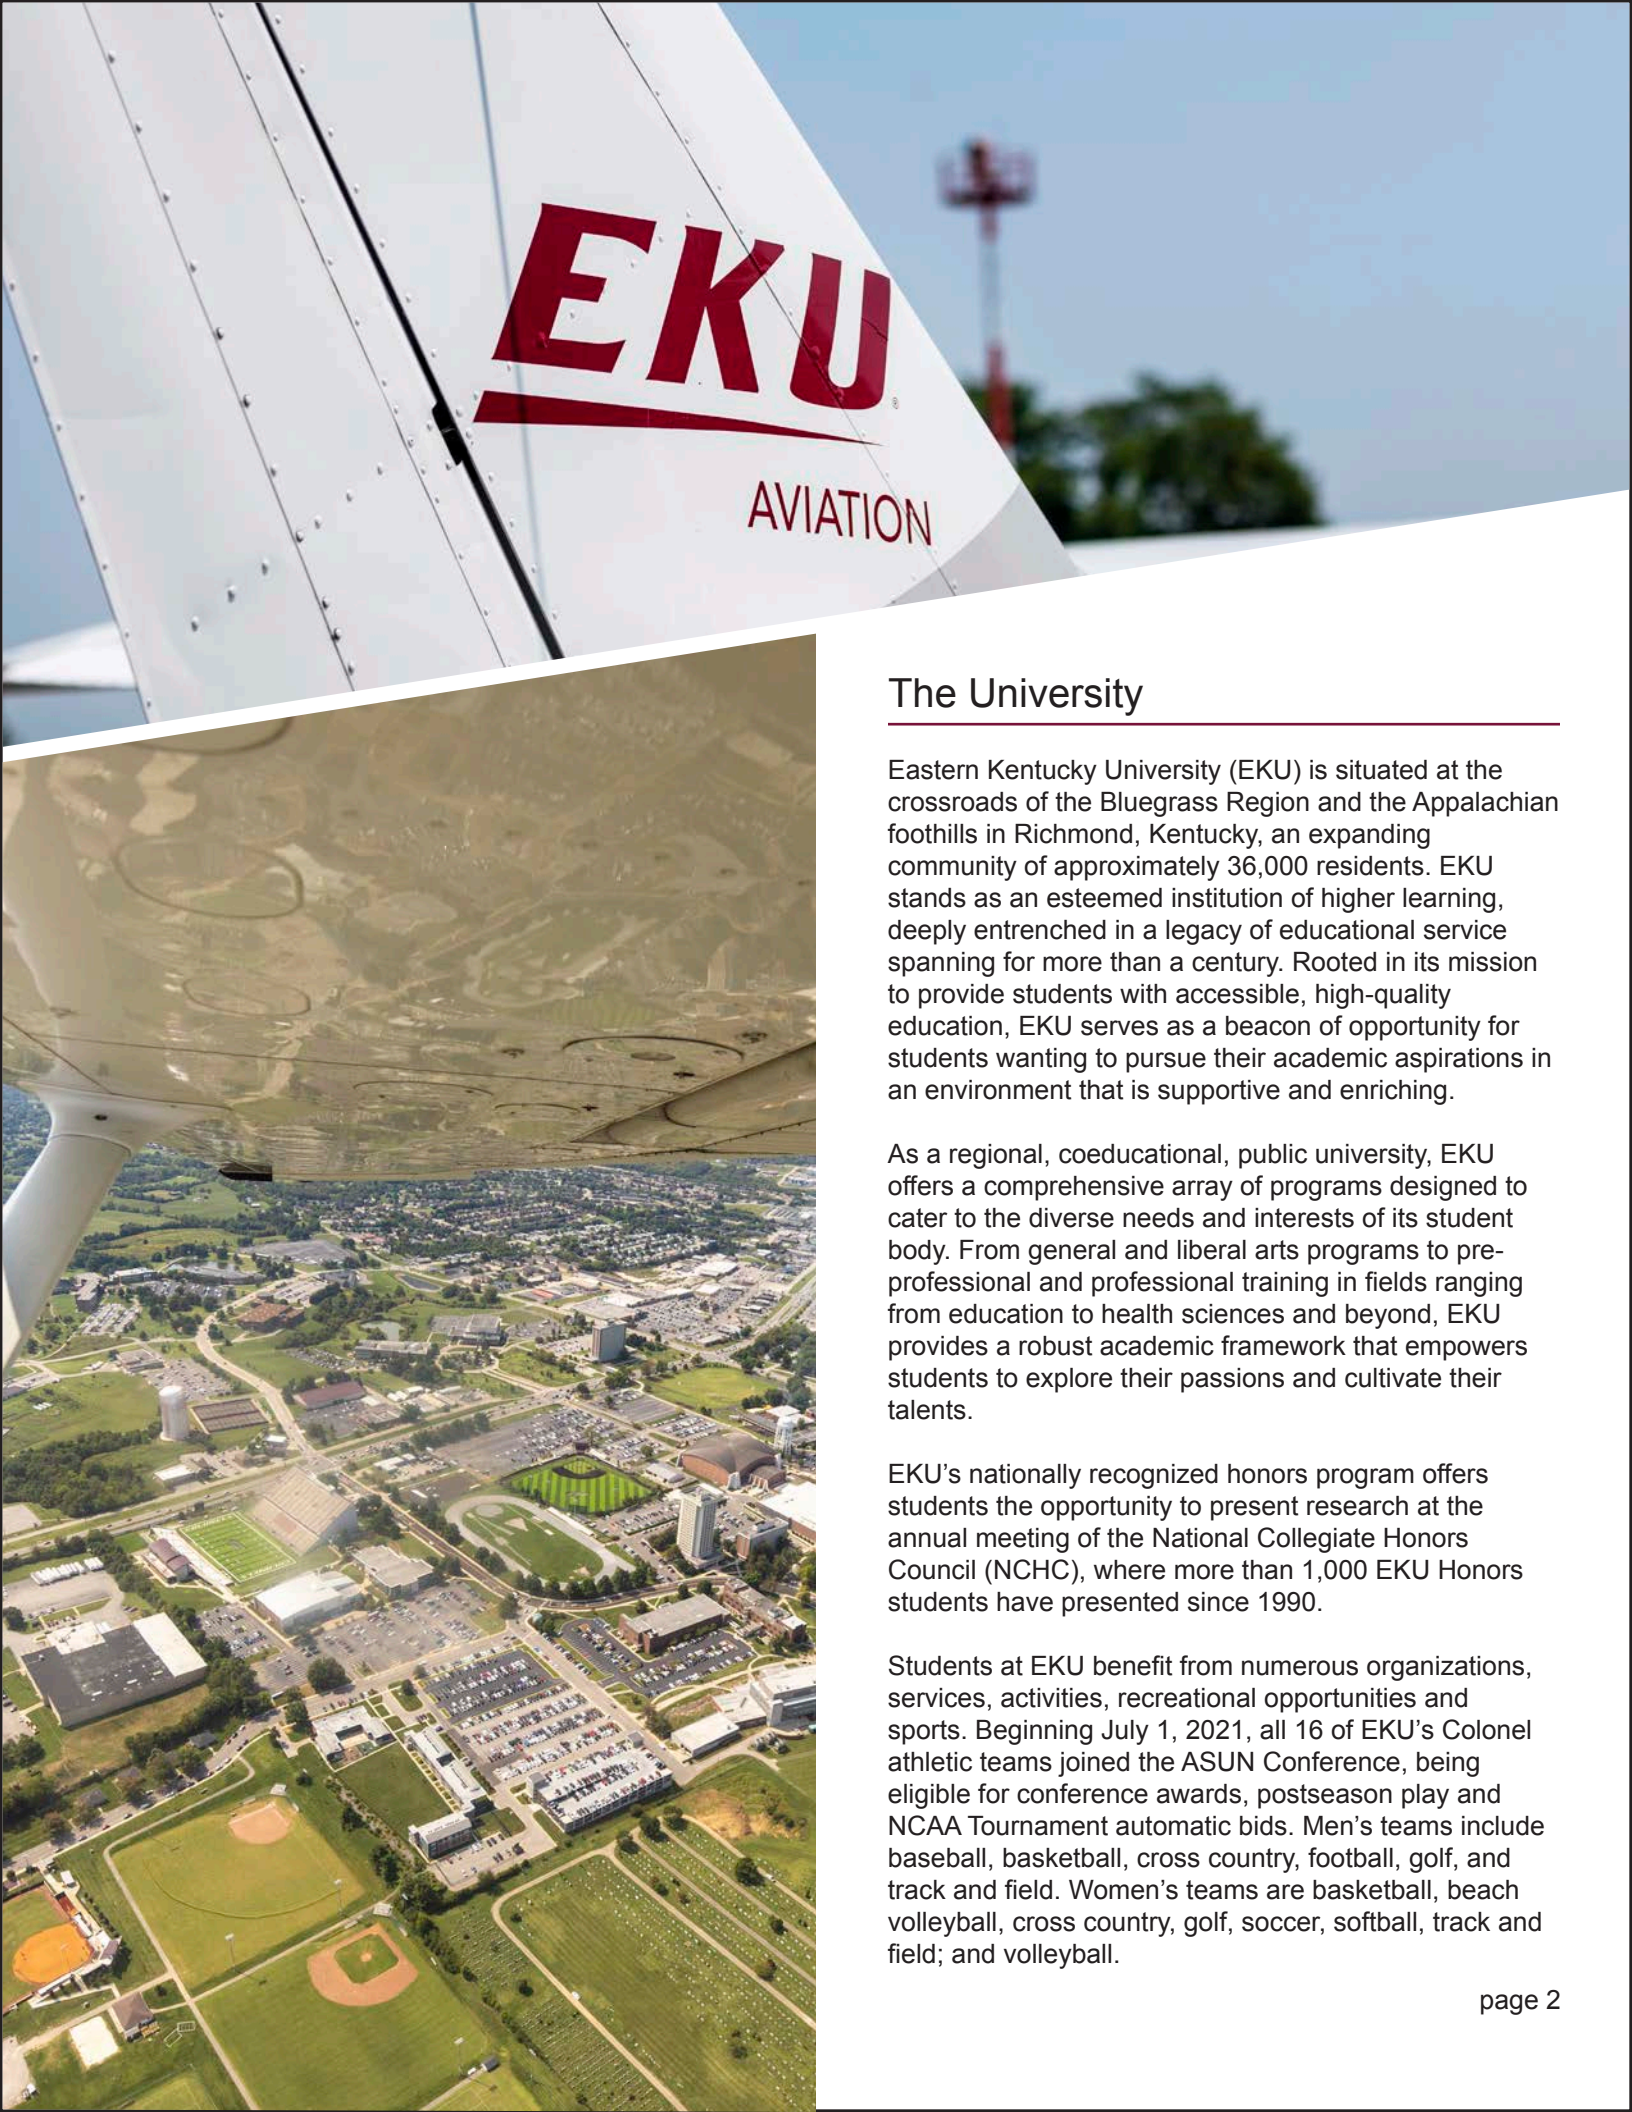 EKU
AVIATION
The University
Eastern Kentucky University (EKU) is situated at the
crossroads of the Bluegrass Region and the Appalachian
foothills in Richmond, Kentucky, an expanding
community of approximately 36,000 residents. EKU
stands as an esteemed institution of higher learning,
deeply entrenched in a legacy of educational service
spanning for more than a century. Rooted in its mission
to provide students with accessible, high-quality
education, EKU serves as a beacon of opportunity for
students wanting to pursue their academic aspirations in
an environment that is supportive and enriching.
As a regional, coeducational, public university, EKU
offers a comprehensive array of programs designed to
cater to the diverse needs and interests of its student
body. From general and liberal arts programs to pre-
professional and professional training in fields ranging
from education to health sciences and beyond, EKU
provides a robust academic framework that empowers
students to explore their passions and cultivate their
talents.
EKU’s nationally recognized honors program offers
students the opportunity to present research at the
annual meeting of the National Collegiate Honors
Council (NCHC), where more than 1,000 EKU Honors
students have presented since 1990.
Students at EKU benefit from numerous organizations,
services, activities, recreational opportunities and
sports. Beginning July 1, 2021, all 16 of EKU’s Colonel
athletic teams joined the ASUN Conference, being
eligible for conference awards, postseason play and
NCAA Tournament automatic bids. Men’s teams include
baseball, basketball, cross country, football, golf, and
track and field. Women’s teams are basketball, beach
volleyball, cross country, golf, soccer, softball, track and
field; and volleyball.
page 2